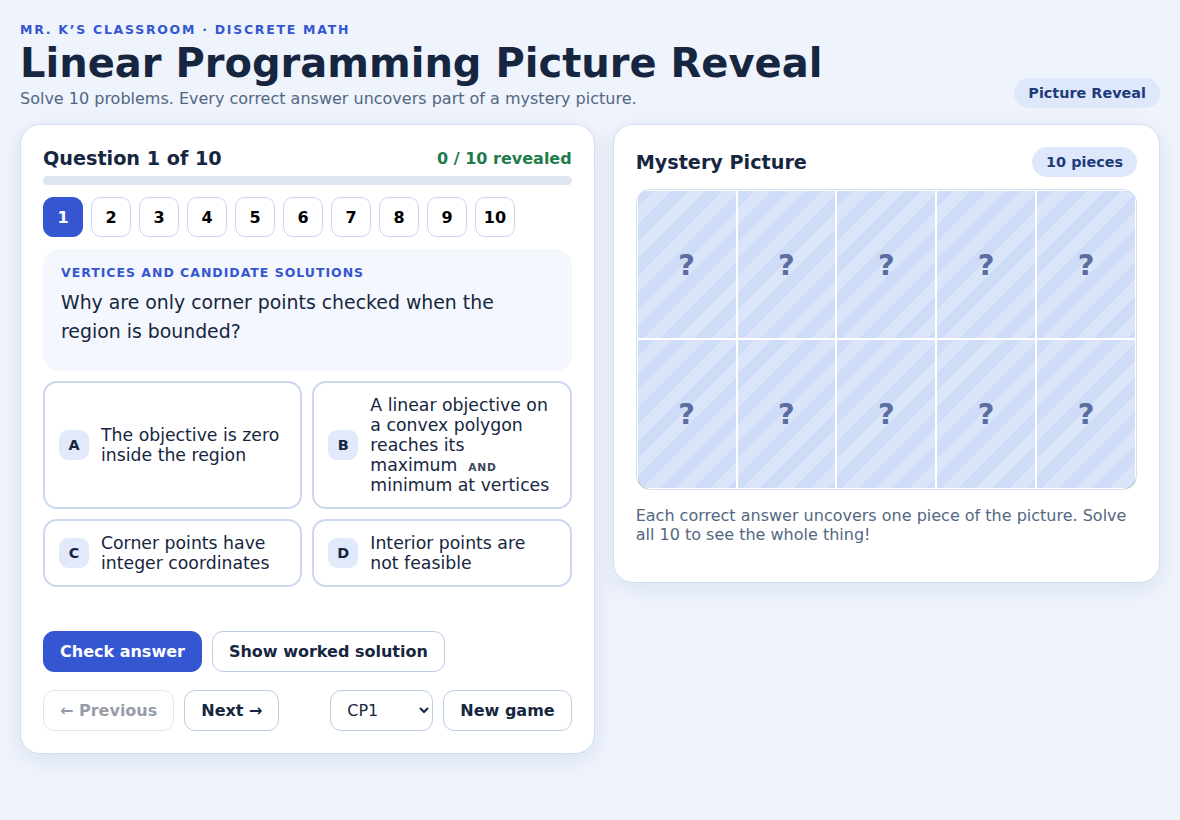 MR. K’S CLASSROOM · DISCRETE MATH
Linear Programming Picture Reveal
Solve 10 problems. Every correct answer uncovers part of a mystery picture.
Picture Reveal
Question 1 of 10
0 / 10 revealed
1 2 3 4 5 6 7 8 9 10
VERTICES AND CANDIDATE SOLUTIONS
Why are only corner points checked when the
region is bounded?
A
The objective is zero
inside the region
B
A linear objective on
a convex polygon
reaches its
maximum AND
minimum at vertices
C
Corner points have
integer coordinates
D
Interior points are
not feasible
Check answer
Show worked solution
← Previous
Next →
CP1
New game
Mystery Picture
10 pieces
? ? ? ? ?
? ? ? ? ?
Each correct answer uncovers one piece of the picture. Solve
all 10 to see the whole thing!